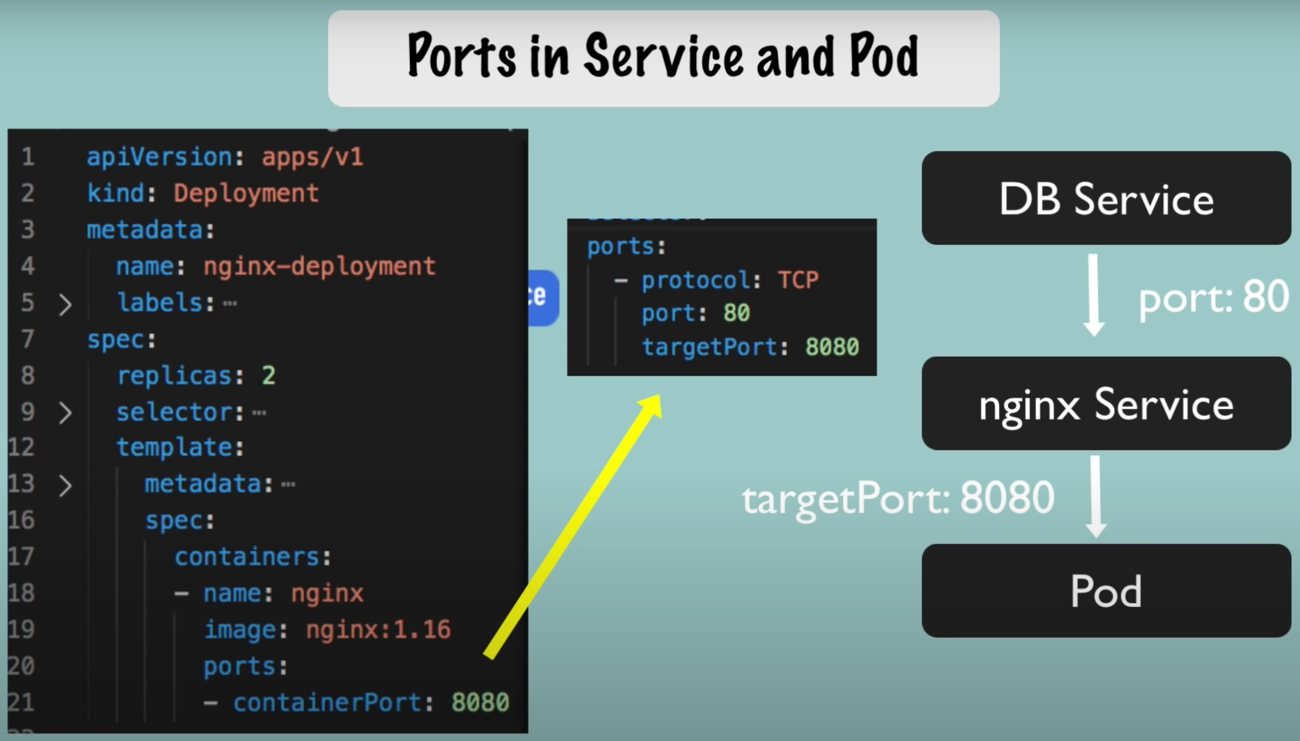 Ports in Service and Pod
1 apiVersion: apps/v1
2 kind: Deployment
3 metadata:
4 name: nginx-deployment
5 > labels:⋯
7 spec:
8 replicas: 2
9 > selector:⋯
12 template:
13 > metadata:⋯
16 spec:
17 containers:
18 - name: nginx
19 image: nginx:1.16
20 ports:
21 - containerPort: 8080
ports:
- protocol: TCP
port: 80
targetPort: 8080
DB Service
port: 80
nginx Service
targetPort: 8080
Pod